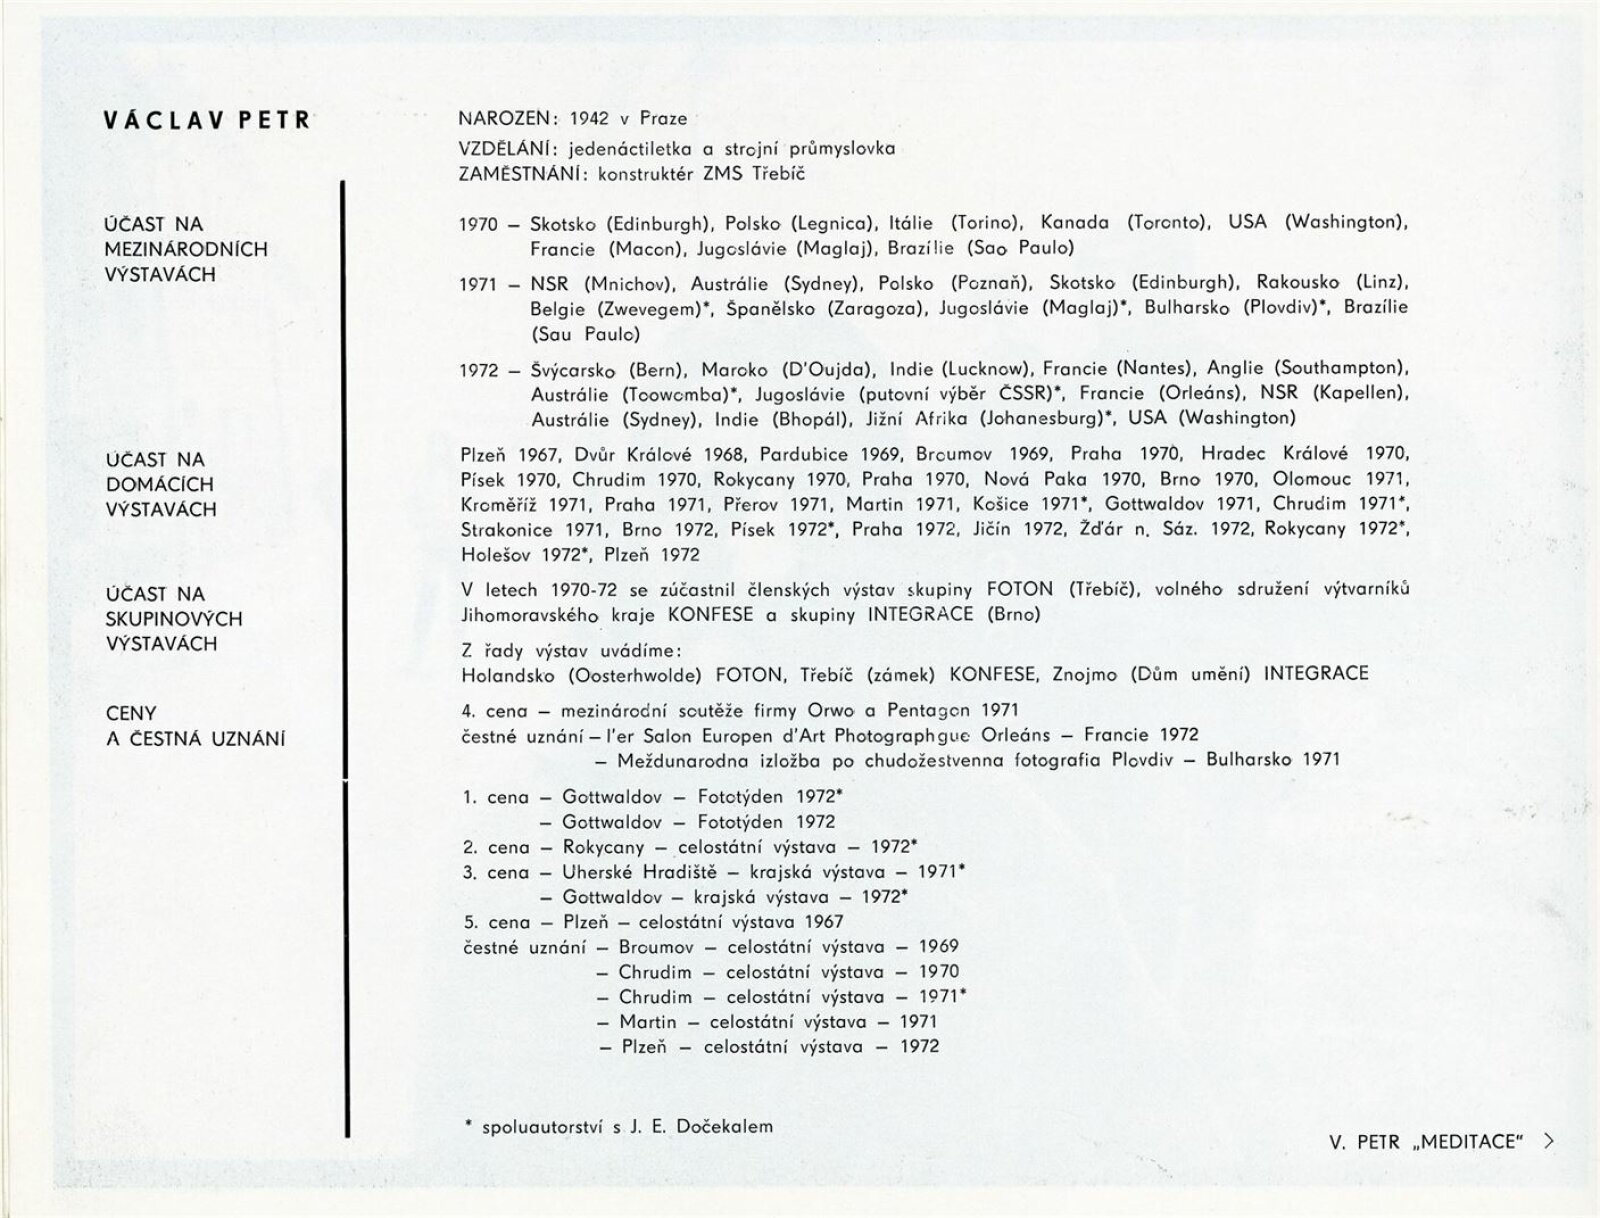 VÁCLAV PETR
NAROZEN: 1942 v Praze
VZDĚLÁNÍ: jedenáctiletka a strojní průmyslovka
ZAMĚSTNÁNÍ: konstruktér ZMS Třebíč
ÚČAST NA
MEZINÁRODNÍCH
VÝSTAVÁCH
1970 – Skotsko (Edinburgh), Polsko (Legnica), Itálie (Torino), Kanada (Toronto), USA (Washington),
Francie (Macon), Jugoslávie (Maglaj), Brazílie (Sao Paulo)
1971 – NSR (Mnichov), Austrálie (Sydney), Polsko (Poznaň), Skotsko (Edinburgh), Rakousko (Linz),
Belgie (Zwevegem)*, Španělsko (Zaragoza), Jugoslávie (Maglaj)*, Bulharsko (Plovdiv)*, Brazílie
(Sau Paulo)
1972 – Švýcarsko (Bern), Maroko (D'Oujda), Indie (Lucknow), Francie (Nantes), Anglie (Southampton),
Austrálie (Toowomba)*, Jugoslávie (putovní výběr ČSSR)*, Francie (Orleáns), NSR (Kapellen),
Austrálie (Sydney), Indie (Bhopál), Jižní Afrika (Johanesburg)*, USA (Washington)
ÚČAST NA
DOMÁCÍCH
VÝSTAVÁCH
Plzeň 1967, Dvůr Králové 1968, Pardubice 1969, Broumov 1969, Praha 1970, Hradec Králové 1970,
Písek 1970, Chrudim 1970, Rokycany 1970, Praha 1970, Nová Paka 1970, Brno 1970, Olomouc 1971,
Kroměříž 1971, Praha 1971, Přerov 1971, Martin 1971, Košice 1971*, Gottwaldov 1971, Chrudim 1971*,
Strakonice 1971, Brno 1972, Písek 1972*, Praha 1972, Jičín 1972, Žďár n. Sáz. 1972, Rokycany 1972*,
Holešov 1972*, Plzeň 1972
ÚČAST NA
SKUPINOVÝCH
VÝSTAVÁCH
V letech 1970-72 se zúčastnil členských výstav skupiny FOTON (Třebíč), volného sdružení výtvarníků
Jihomoravského kraje KONFESE a skupiny INTEGRACE (Brno)
Z řady výstav uvádíme:
Holandsko (Oosterhwolde) FOTON, Třebíč (zámek) KONFESE, Znojmo (Dům umění) INTEGRACE
CENY
A ČESTNÁ UZNÁNÍ
4. cena – mezinárodní soutěže firmy Orwo a Pentagon 1971
čestné uznání – l'er Salon Europen d'Art Photographgue Orleáns – Francie 1972
– Meždunarodna izložba po chudožestvenna fotografia Plovdiv – Bulharsko 1971
1. cena – Gottwaldov – Fototýden 1972*
– Gottwaldov – Fototýden 1972
2. cena – Rokycany – celostátní výstava – 1972*
3. cena – Uherské Hradiště – krajská výstava – 1971*
– Gottwaldov – krajská výstava – 1972*
5. cena – Plzeň – celostátní výstava 1967
čestné uznání – Broumov – celostátní výstava – 1969
– Chrudim – celostátní výstava – 1970
– Chrudim – celostátní výstava – 1971*
– Martin – celostátní výstava – 1971
– Plzeň – celostátní výstava – 1972
* spoluautorství s J. E. Dočekalem
V. PETR „MEDITACE“ >